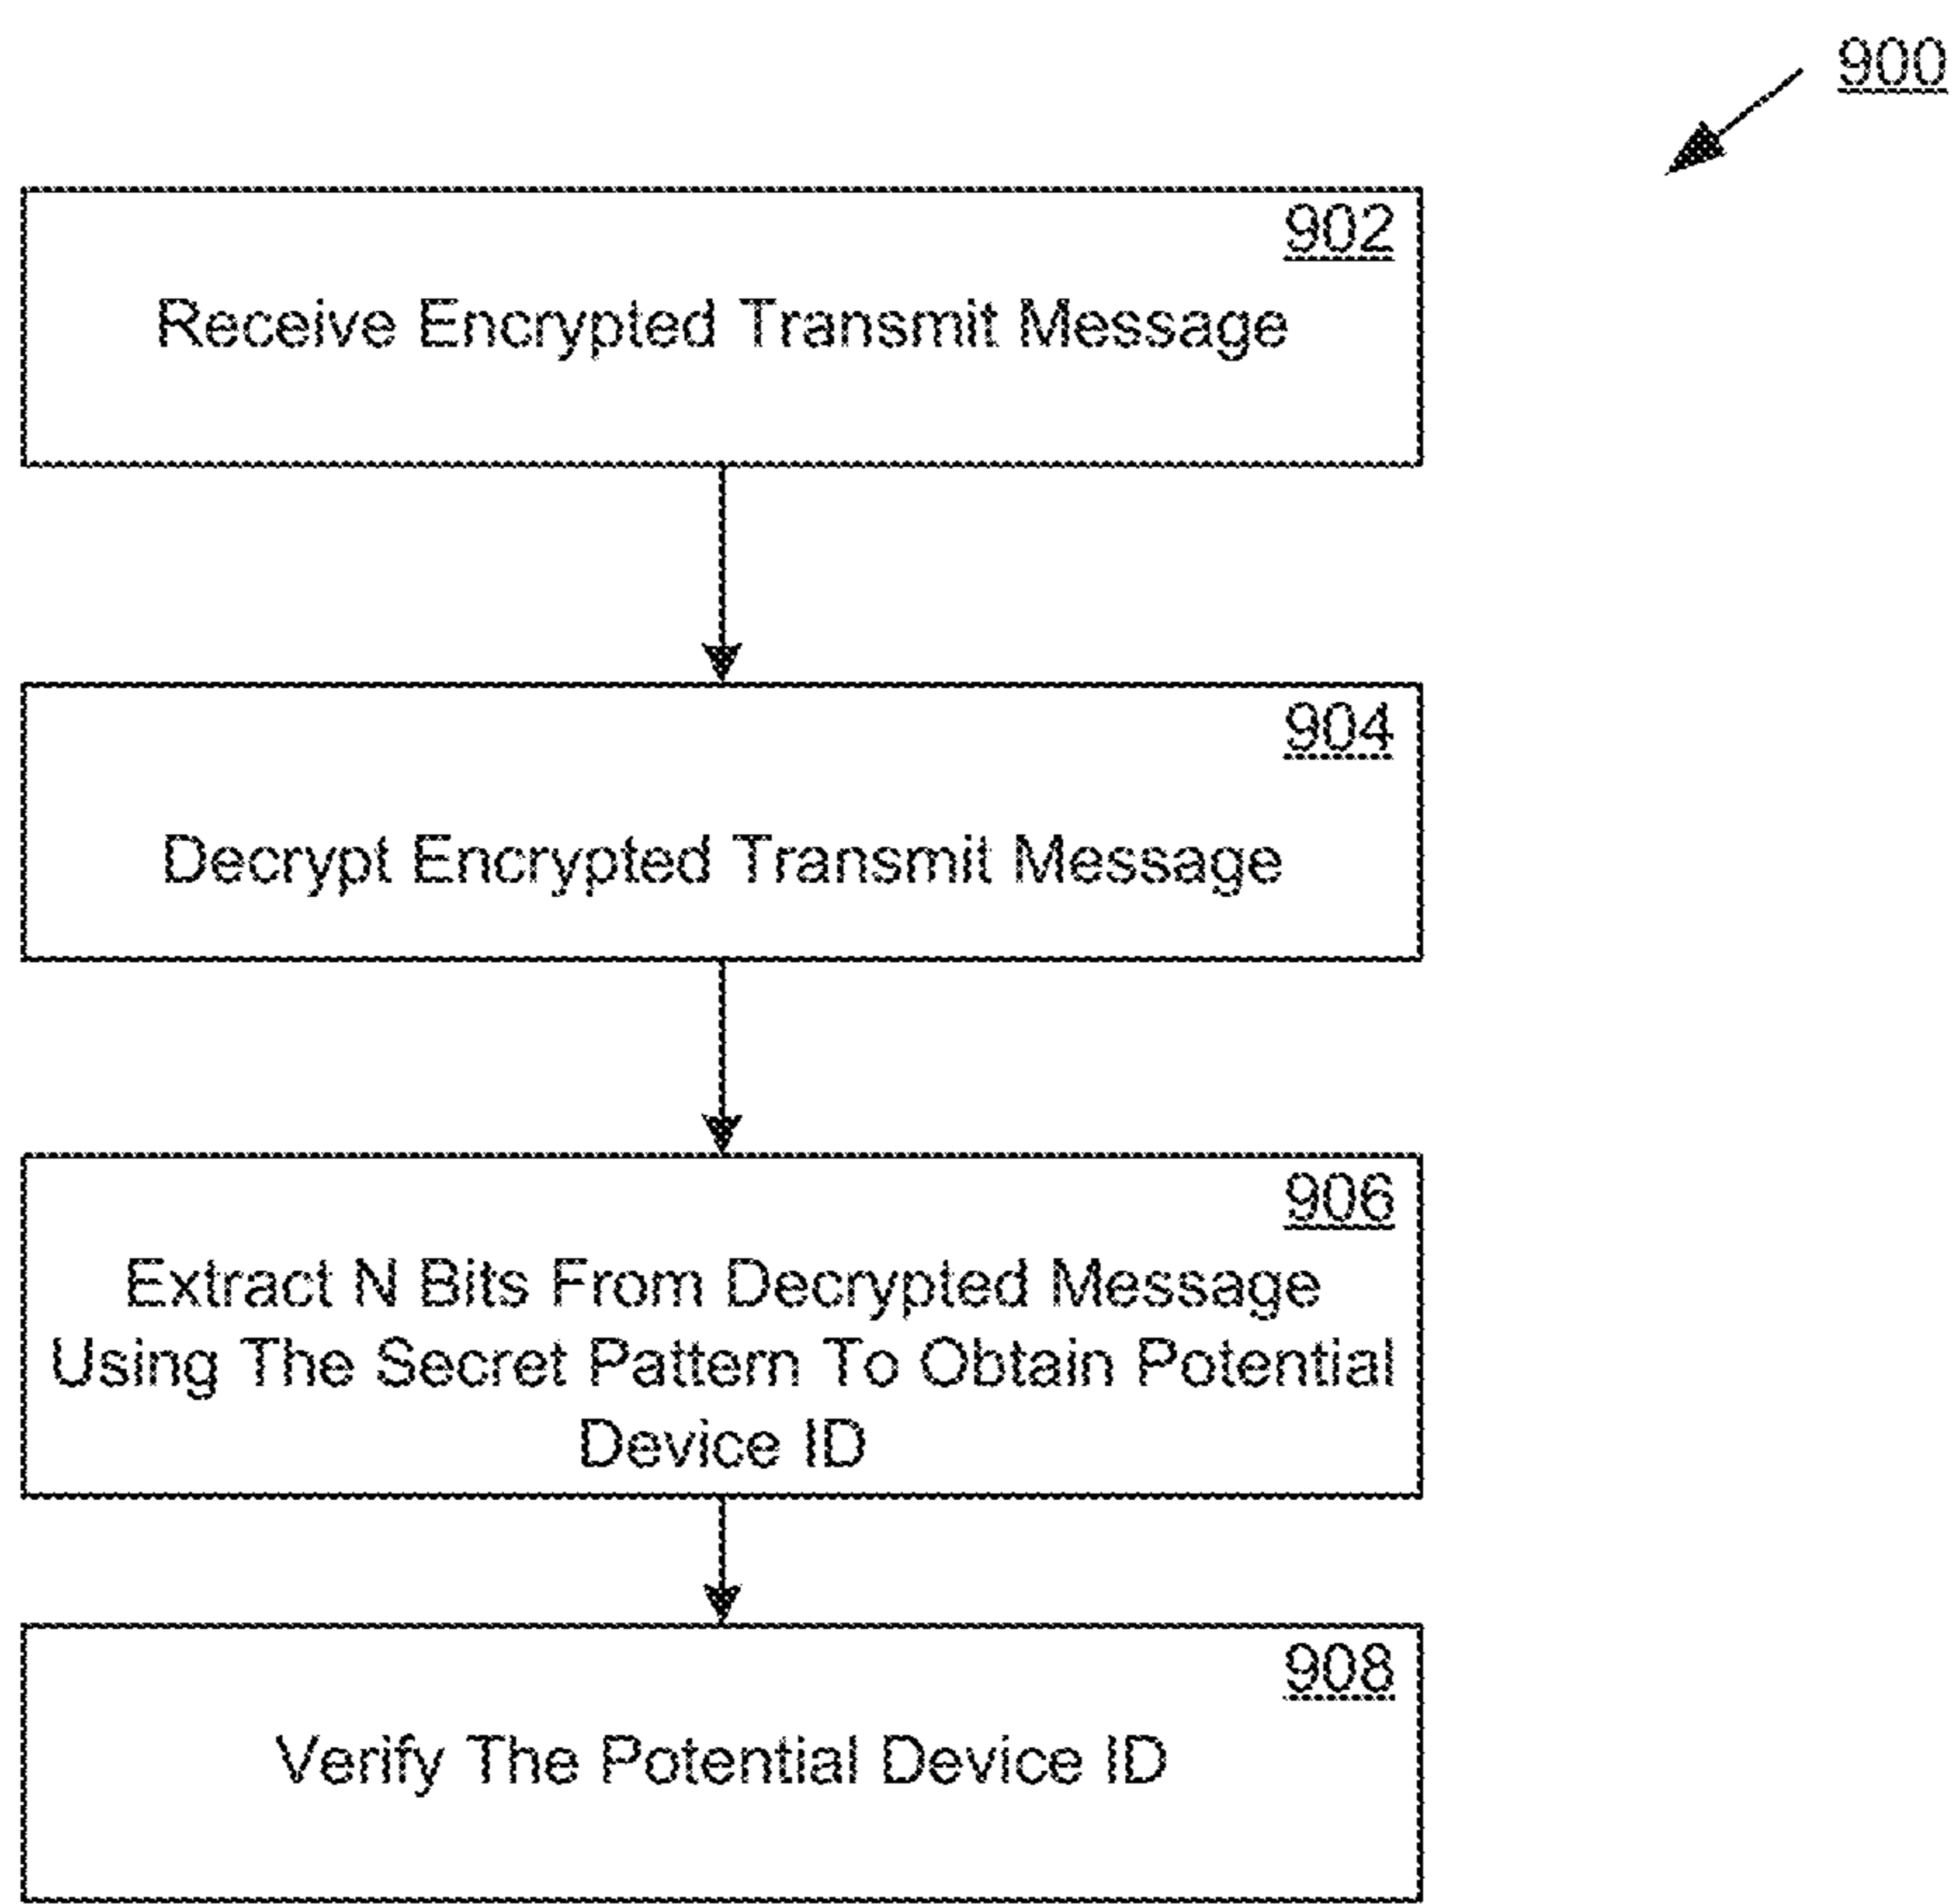 900
902
Receive Encrypted Transmit Message
904
Decrypt Encrypted Transmit Message
906
Extract N Bits From Decrypted Message
Using The Secret Pattern To Obtain Potential
Device ID
908
Verify The Potential Device ID